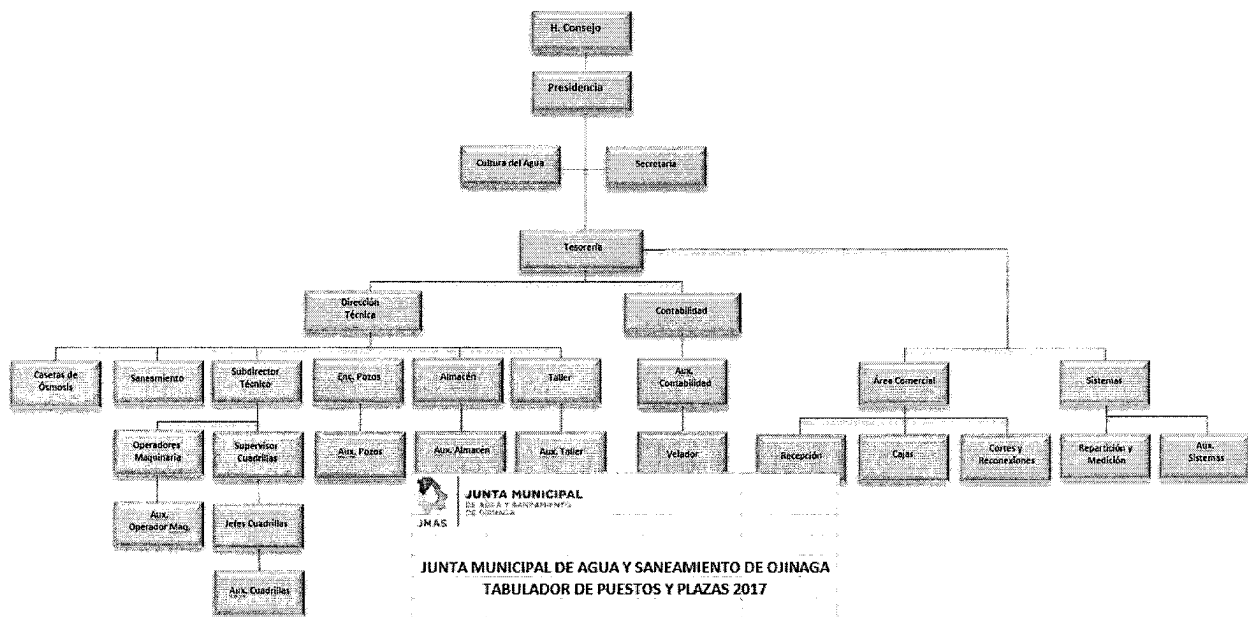 H. Consejo
Presidencia
Cultura del Agua
Secretaria
Tesorería
Dirección
Técnica
Contabilidad
Casetas de
Ósmosis
Saneamiento
Subdirector
Técnico
Enc. Pozos
Almacén
Taller
Aux.
Contabilidad
Área Comercial
Sistemas
Operadores
Maquinaria
Supervisor
Cuadrillas
Aux. Pozos
Aux. Almacén
Aux. Taller
Velador
Recepción
Cajas
Cortes y
Reconexiones
Repartición y
Medición
Aux.
Sistemas
Aux.
Operador Maq.
Jefes Cuadrillas
Aux. Cuadrillas
JMAS
JUNTA MUNICIPAL
DE AGUA Y SANEAMIENTO
DE OJINAGA
JUNTA MUNICIPAL DE AGUA Y SANEAMIENTO DE OJINAGA
TABULADOR DE PUESTOS Y PLAZAS 2017